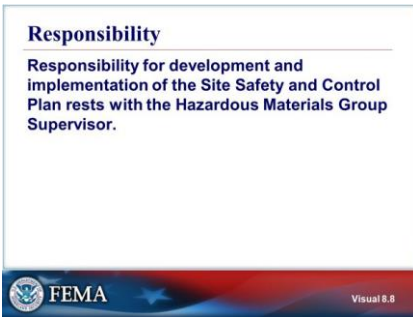 Responsibility
Responsibility for development and
implementation of the Site Safety and Control
Plan rests with the Hazardous Materials Group
Supervisor.
FEMA
Visual 8.8